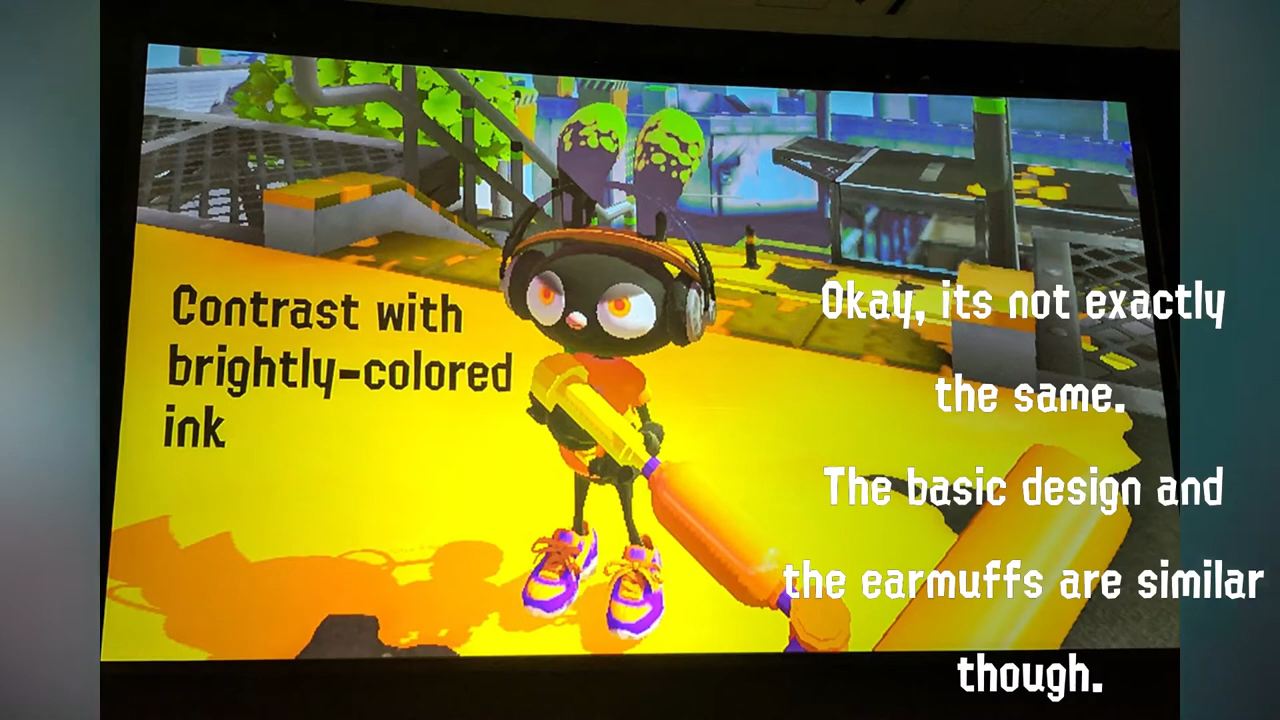 Contrast with
brightly-colored
ink
Okay, its not exactly
the same.
The basic design and
the earmuffs are similar
though.